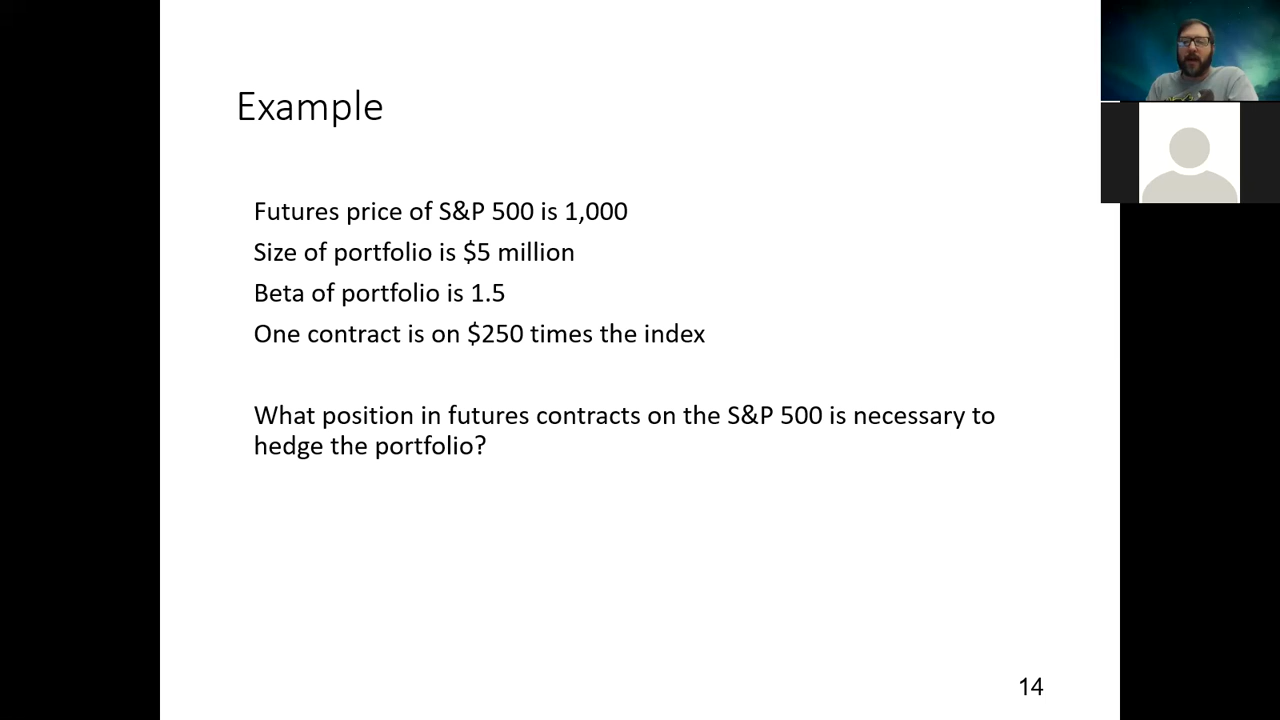 Example
Futures price of S&P 500 is 1,000
Size of portfolio is $5 million
Beta of portfolio is 1.5
One contract is on $250 times the index
What position in futures contracts on the S&P 500 is necessary to
hedge the portfolio?
14